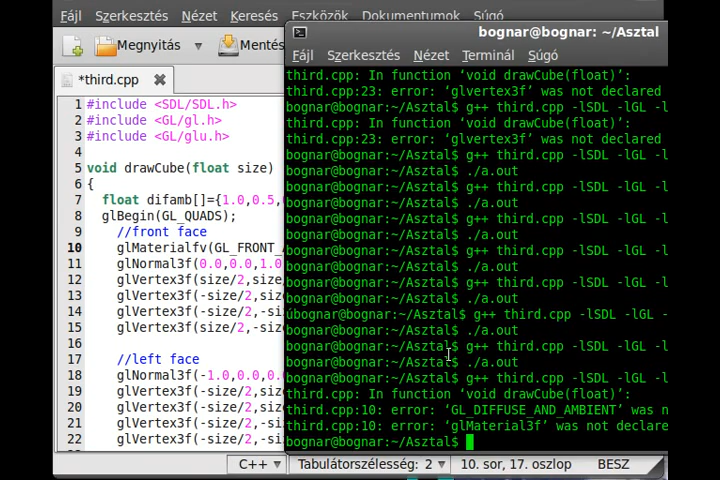 Fájl Szerkesztés Nézet Keresés Eszközök Dokumentumok Súgó
Megnyitás Mentés
*third.cpp
1 #include <SDL/SDL.h>
2 #include <GL/gl.h>
3 #include <GL/glu.h>
4
5 void drawCube(float size)
6 {
7 float difamb[]={1.0,0.5,
8 glBegin(GL_QUADS);
9 //front face
10 glMaterialfv(GL_FRONT_
11 glNormal3f(0.0,0.0,1.0
12 glVertex3f(size/2,size
13 glVertex3f(-size/2,siz
14 glVertex3f(-size/2,-si
15 glVertex3f(size/2,-siz
16
17 //left face
18 glNormal3f(-1.0,0.0,0.
19 glVertex3f(-size/2,siz
20 glVertex3f(-size/2,siz
21 glVertex3f(-size/2,-si
22 glVertex3f(-size/2,-si
C++ Tabulátorszélesség: 2 10. sor, 17. oszlop BESZ
bognar@bognar: ~/Asztal
Fájl Szerkesztés Nézet Terminál Súgó
third.cpp: In function ‘void drawCube(float)’:
third.cpp:23: error: ‘glvertex3f’ was not declared
bognar@bognar:~/Asztal$ g++ third.cpp -lSDL -lGL -l
third.cpp: In function ‘void drawCube(float)’:
third.cpp:23: error: ‘glvertex3f’ was not declared
bognar@bognar:~/Asztal$ g++ third.cpp -lSDL -lGL -l
bognar@bognar:~/Asztal$ ./a.out
bognar@bognar:~/Asztal$ g++ third.cpp -lSDL -lGL -l
bognar@bognar:~/Asztal$ ./a.out
bognar@bognar:~/Asztal$ g++ third.cpp -lSDL -lGL -l
bognar@bognar:~/Asztal$ ./a.out
bognar@bognar:~/Asztal$ g++ third.cpp -lSDL -lGL -l
bognar@bognar:~/Asztal$ ./a.out
úbognar@bognar:~/Asztal$ g++ third.cpp -lSDL -lGL -
bognar@bognar:~/Asztal$ ./a.out
bognar@bognar:~/Asztal$ g++ third.cpp -lSDL -lGL -l
bognar@bognar:~/Asztal$ ./a.out
bognar@bognar:~/Asztal$ g++ third.cpp -lSDL -lGL -l
third.cpp: In function ‘void drawCube(float)’:
third.cpp:10: error: ‘GL_DIFFUSE_AND_AMBIENT’ was n
third.cpp:10: error: ‘glMaterial3f’ was not declare
bognar@bognar:~/Asztal$